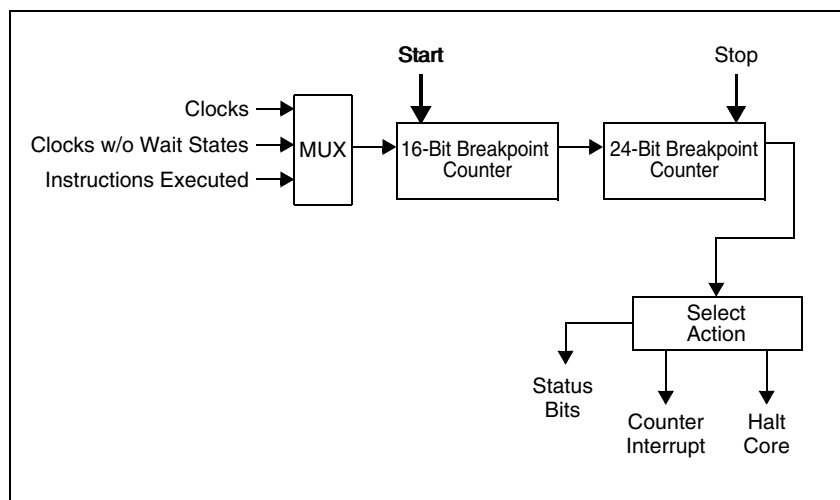 Start
Stop
Clocks
Clocks w/o Wait States
Instructions Executed
MUX
16-Bit Breakpoint
Counter
24-Bit Breakpoint
Counter
Select
Action
Status
Bits
Counter
Interrupt
Halt
Core